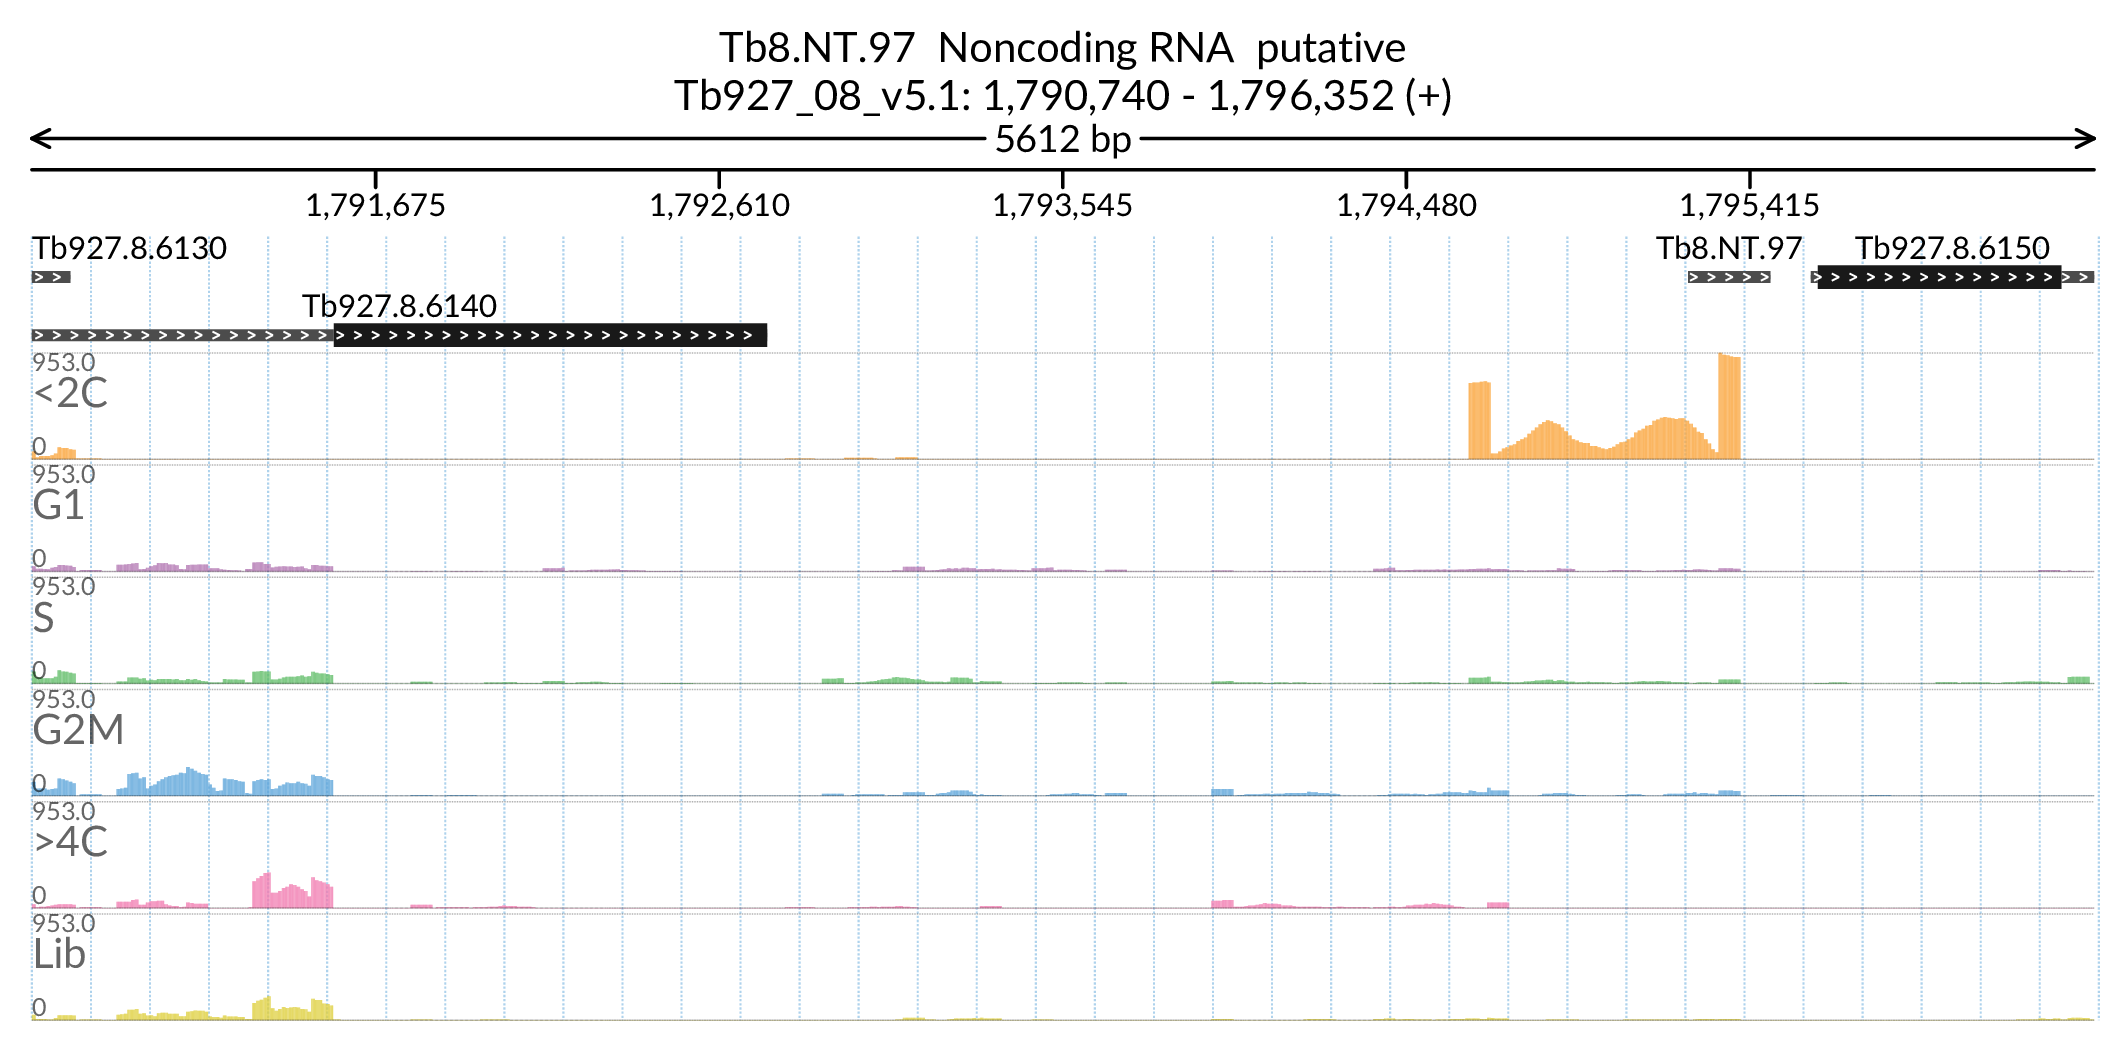 Tb8.NT.97 Noncoding RNA putative
Tb927_08_v5.1: 1,790,740 - 1,796,352 (+)
5612 bp
1,791,675 1,792,610 1,793,545 1,794,480 1,795,415
Tb927.8.6130 Tb8.NT.97 Tb927.8.6150
Tb927.8.6140
953.0
<2C
0
953.0
G1
0
953.0
S
0
953.0
G2M
0
953.0
>4C
0
953.0
Lib
0